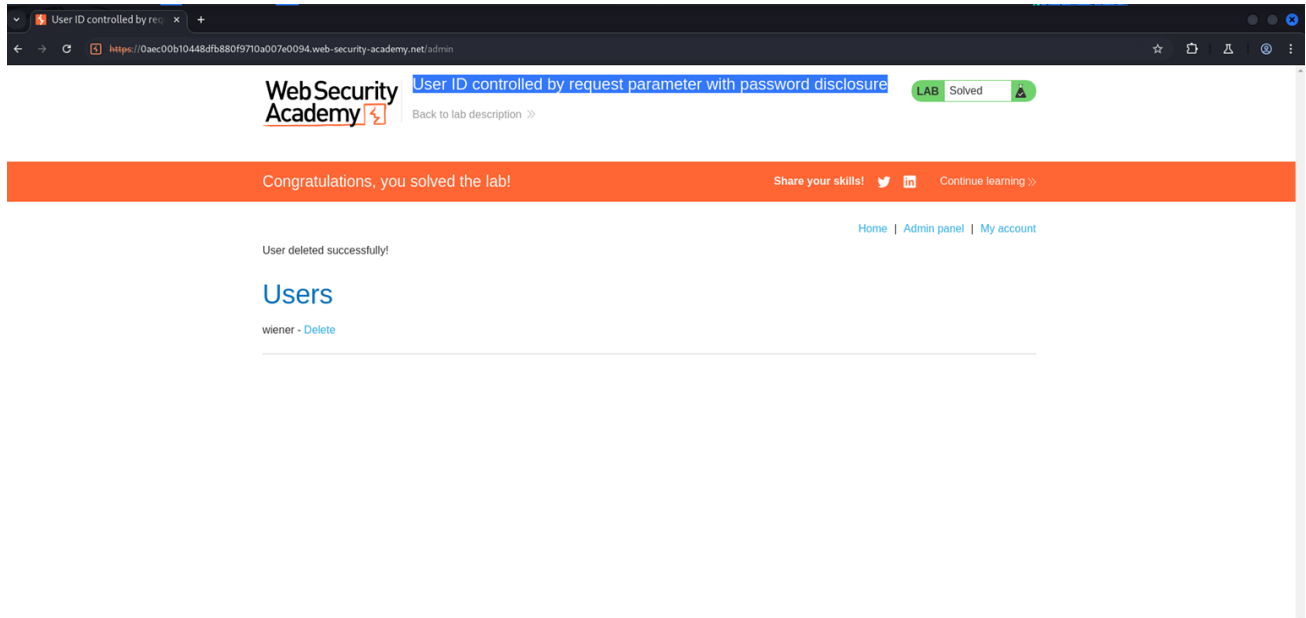 User ID controlled by req
https://0aec00b10448dfb880f9710a007e0094.web-security-academy.net/admin
WebSecurity
Academy
User ID controlled by request parameter with password disclosure
Back to lab description
LAB Solved
Congratulations, you solved the lab!
Share your skills!
Continue learning
Home | Admin panel | My account
User deleted successfully!
Users
wiener - Delete